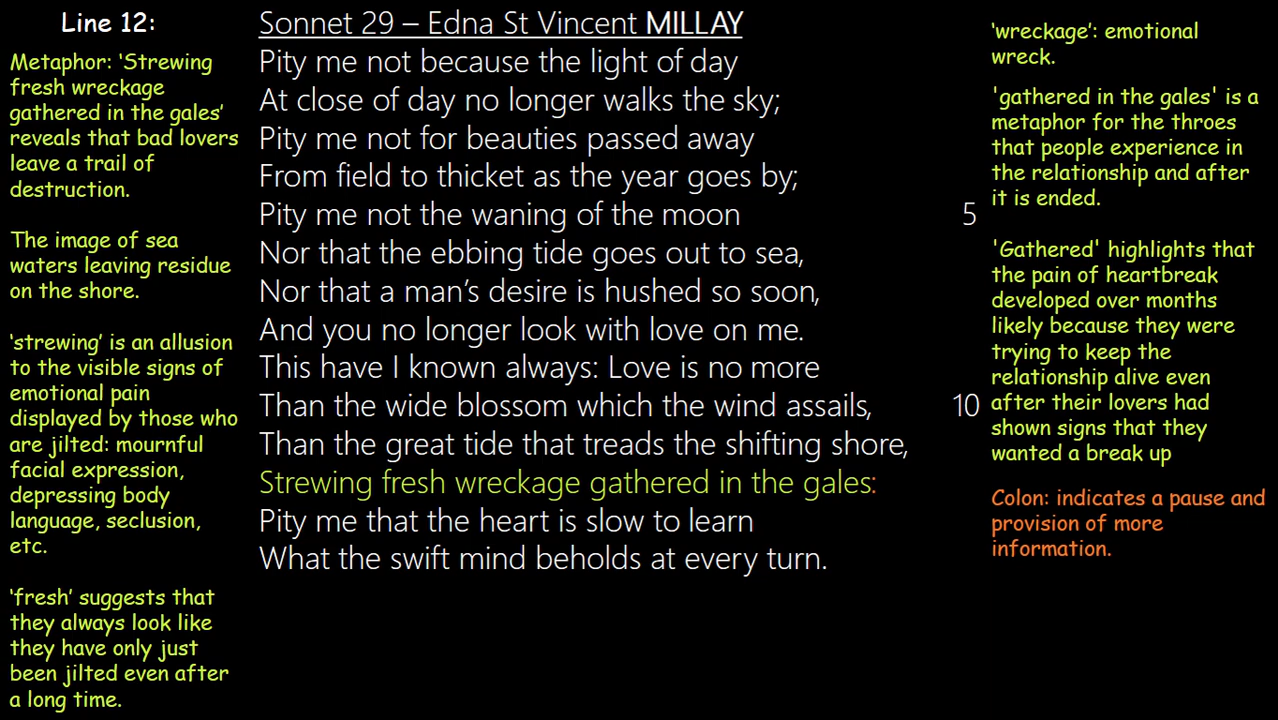 Line 12:
Metaphor: ‘Strewing
fresh wreckage
gathered in the gales’
reveals that bad lovers
leave a trail of
destruction.
The image of sea
waters leaving residue
on the shore.
‘strewing’ is an allusion
to the visible signs of
emotional pain
displayed by those who
are jilted: mournful
facial expression,
depressing body
language, seclusion,
etc.
‘fresh’ suggests that
they always look like
they have only just
been jilted even after
a long time.
Sonnet 29 – Edna St Vincent MILLAY
Pity me not because the light of day
At close of day no longer walks the sky;
Pity me not for beauties passed away
From field to thicket as the year goes by;
Pity me not the waning of the moon 5
Nor that the ebbing tide goes out to sea,
Nor that a man’s desire is hushed so soon,
And you no longer look with love on me.
This have I known always: Love is no more
Than the wide blossom which the wind assails, 10
Than the great tide that treads the shifting shore,
Strewing fresh wreckage gathered in the gales:
Pity me that the heart is slow to learn
What the swift mind beholds at every turn.
‘wreckage’: emotional
wreck.
'gathered in the gales' is a
metaphor for the throes
that people experience in
the relationship and after
it is ended.
'Gathered' highlights that
the pain of heartbreak
developed over months
likely because they were
trying to keep the
relationship alive even
after their lovers had
shown signs that they
wanted a break up
Colon: indicates a pause and
provision of more
information.